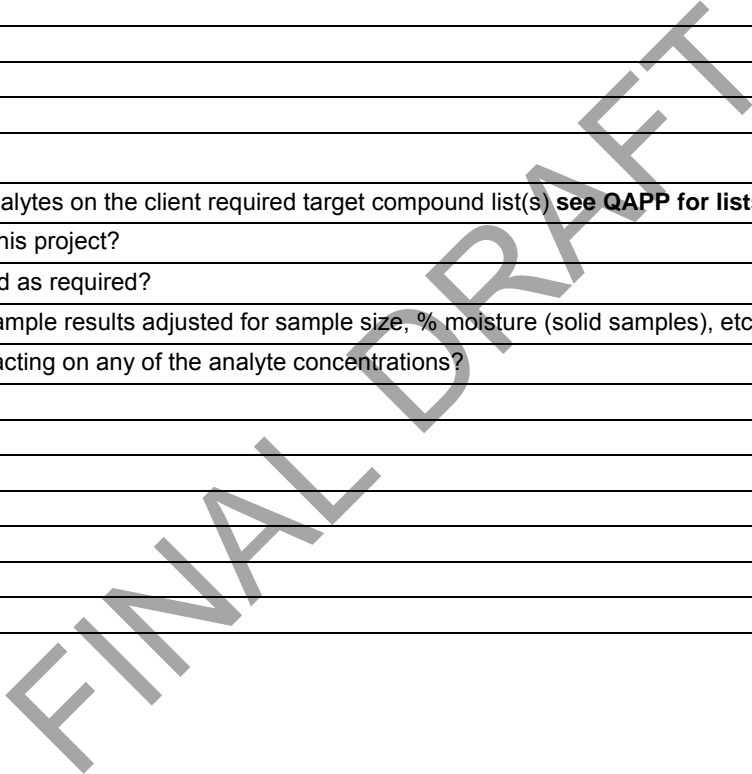 alytes on the client required target compound list(s) see QAPP for list
his project?
d as required?
ample results adjusted for sample size, % moisture (solid samples), etc
acting on any of the analyte concentrations?
FINAL DRAFT